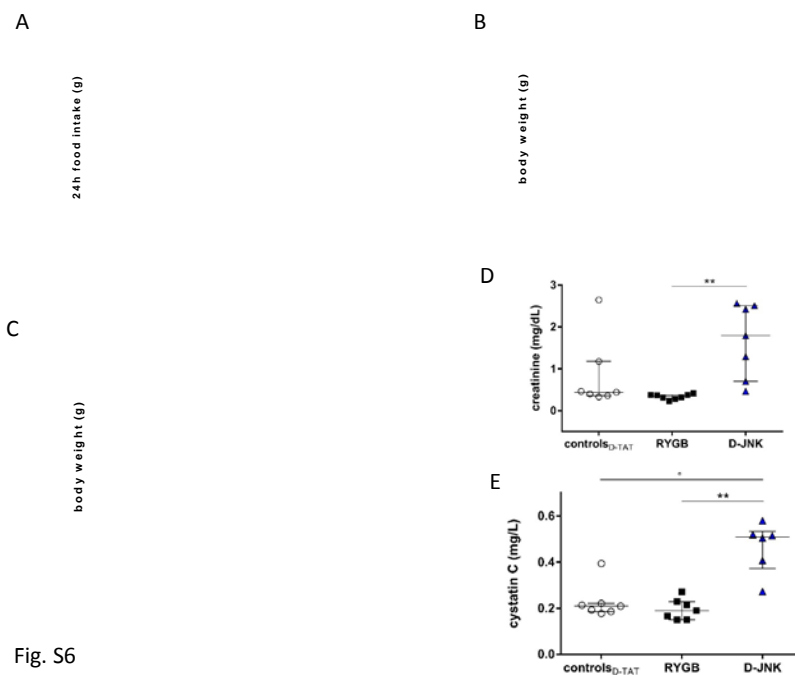 A
B
24h food intake (g)
body weight (g)
D
**
3
2
1
0
creatinine (mg/dL)
controlsD-TAT
RYGB
D-JNK
C
body weight (g)
E
*
**
0.6
0.4
0.2
0.0
cystatin C (mg/L)
controlsD-TAT
RYGB
D-JNK
Fig. S6